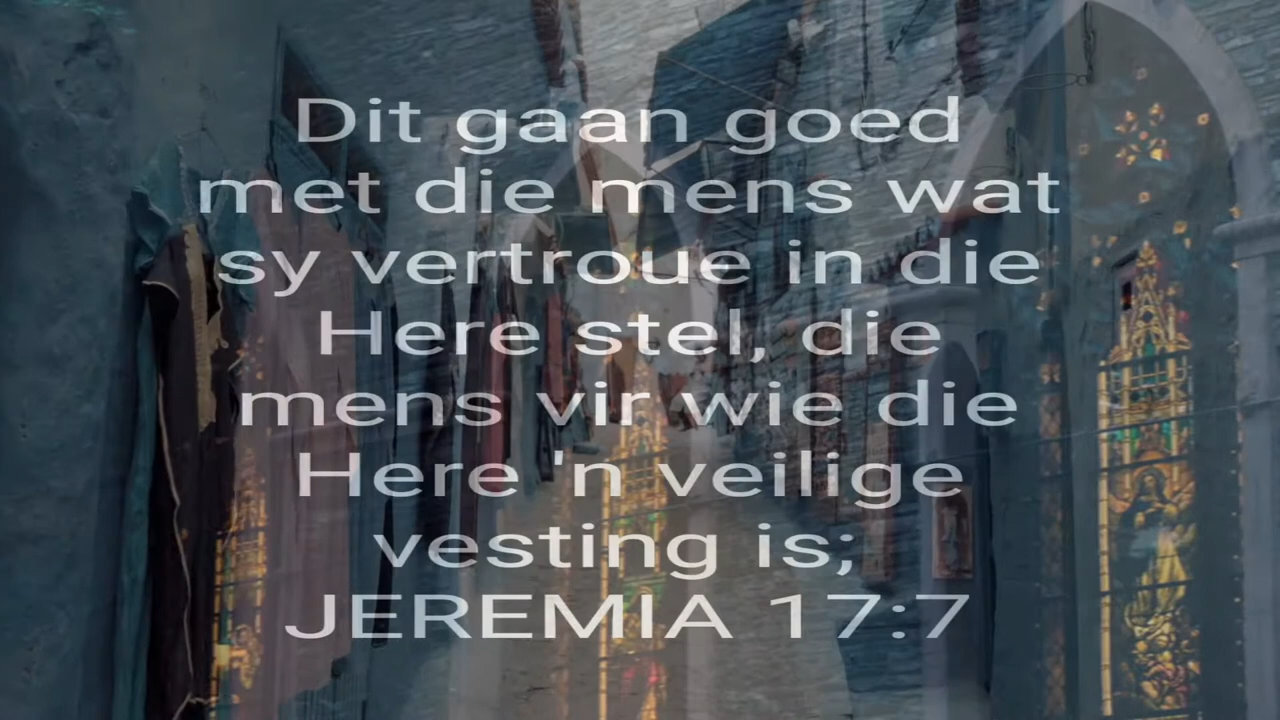 Dit gaan goed
met die mens wat
sy vertroue in die
Here stel, die
mens vir wie die
Here 'n veilige
vesting is;
JEREMIA 17:7